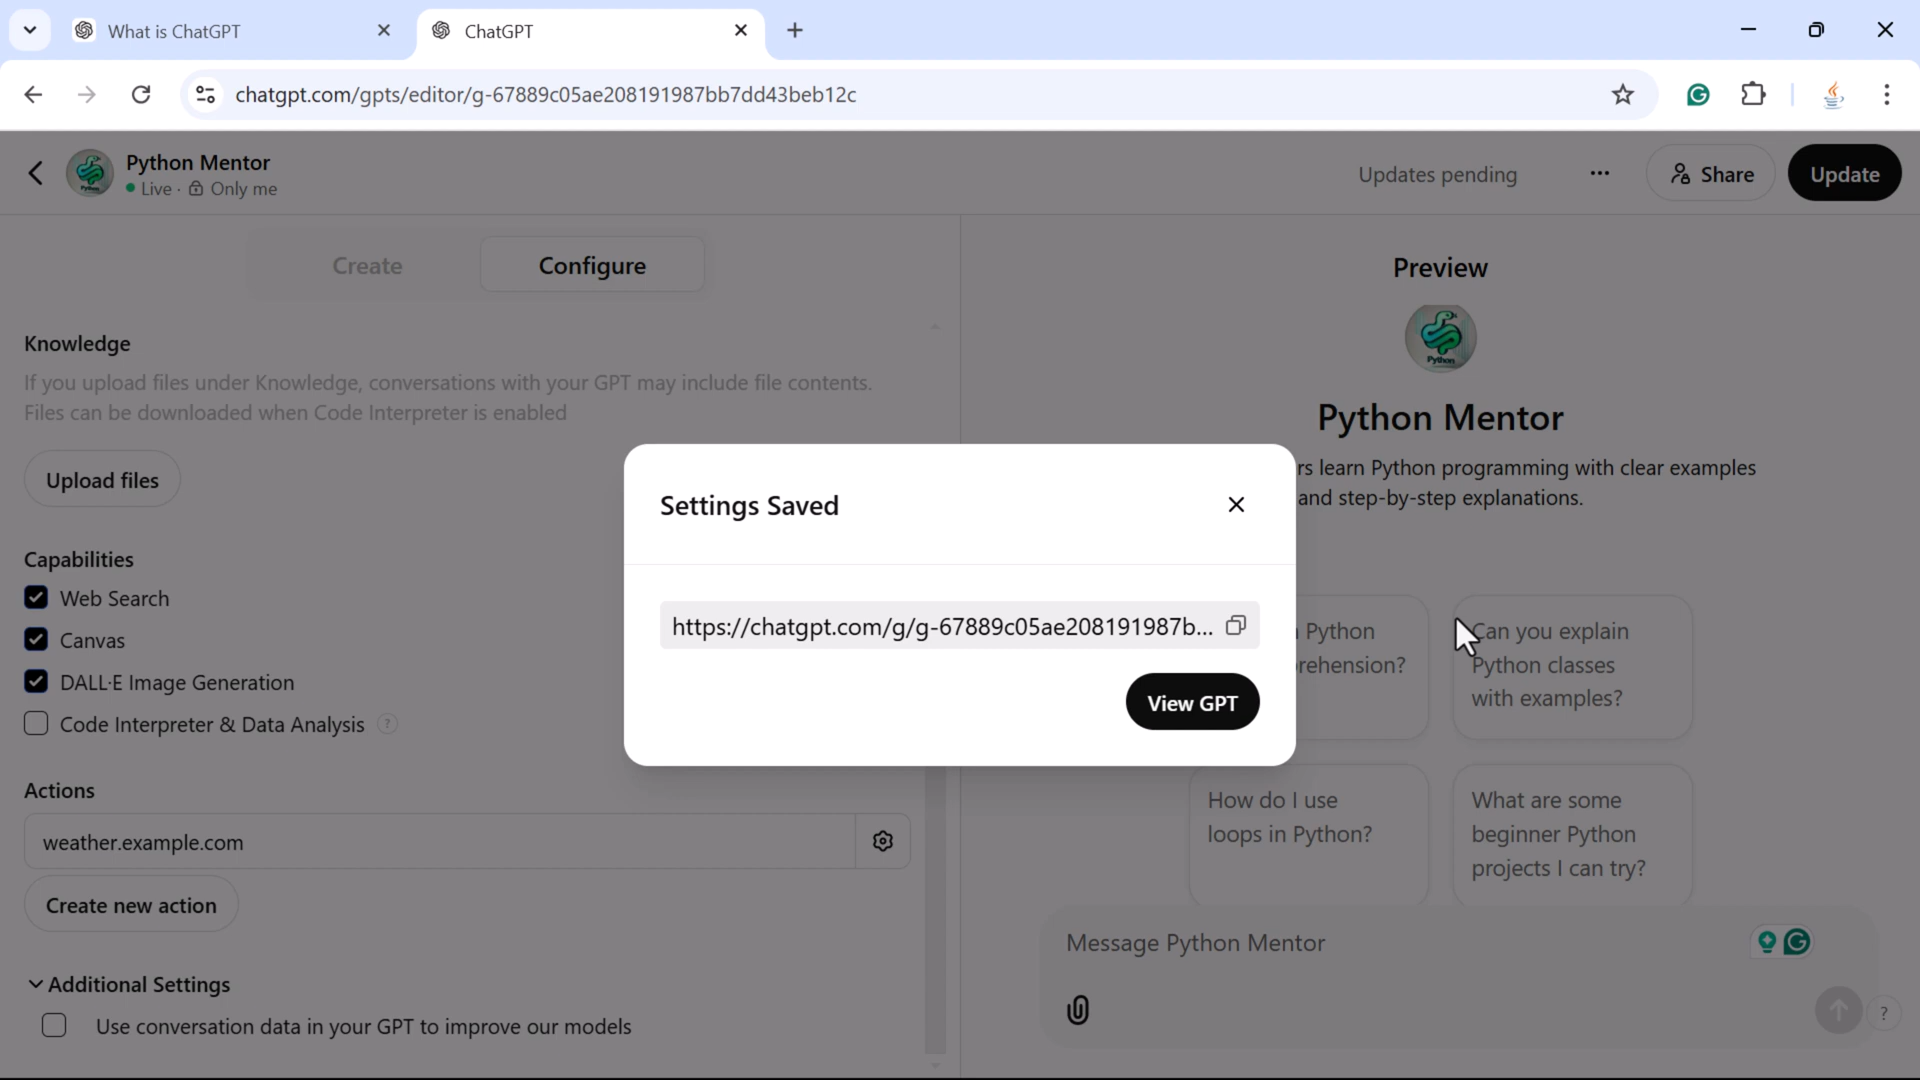 What is ChatGPT
ChatGPT
chatgpt.com/gpts/editor/g-67889c05ae208191987bb7dd43beb12c
Python Mentor
Live · Only me
Updates pending
Share
Update
Create
Configure
Knowledge
If you upload files under Knowledge, conversations with your GPT may include file contents.
Files can be downloaded when Code Interpreter is enabled
Upload files
Capabilities
Web Search
Canvas
DALL·E Image Generation
Code Interpreter & Data Analysis ?
Actions
weather.example.com
Create new action
Additional Settings
Use conversation data in your GPT to improve our models
Settings Saved
https://chatgpt.com/g/g-67889c05ae208191987b...
View GPT
Preview
Python
Python Mentor
rs learn Python programming with clear examples
and step-by-step explanations.
Python
rehension?
Can you explain
Python classes
with examples?
How do I use
loops in Python?
What are some
beginner Python
projects I can try?
Message Python Mentor
?